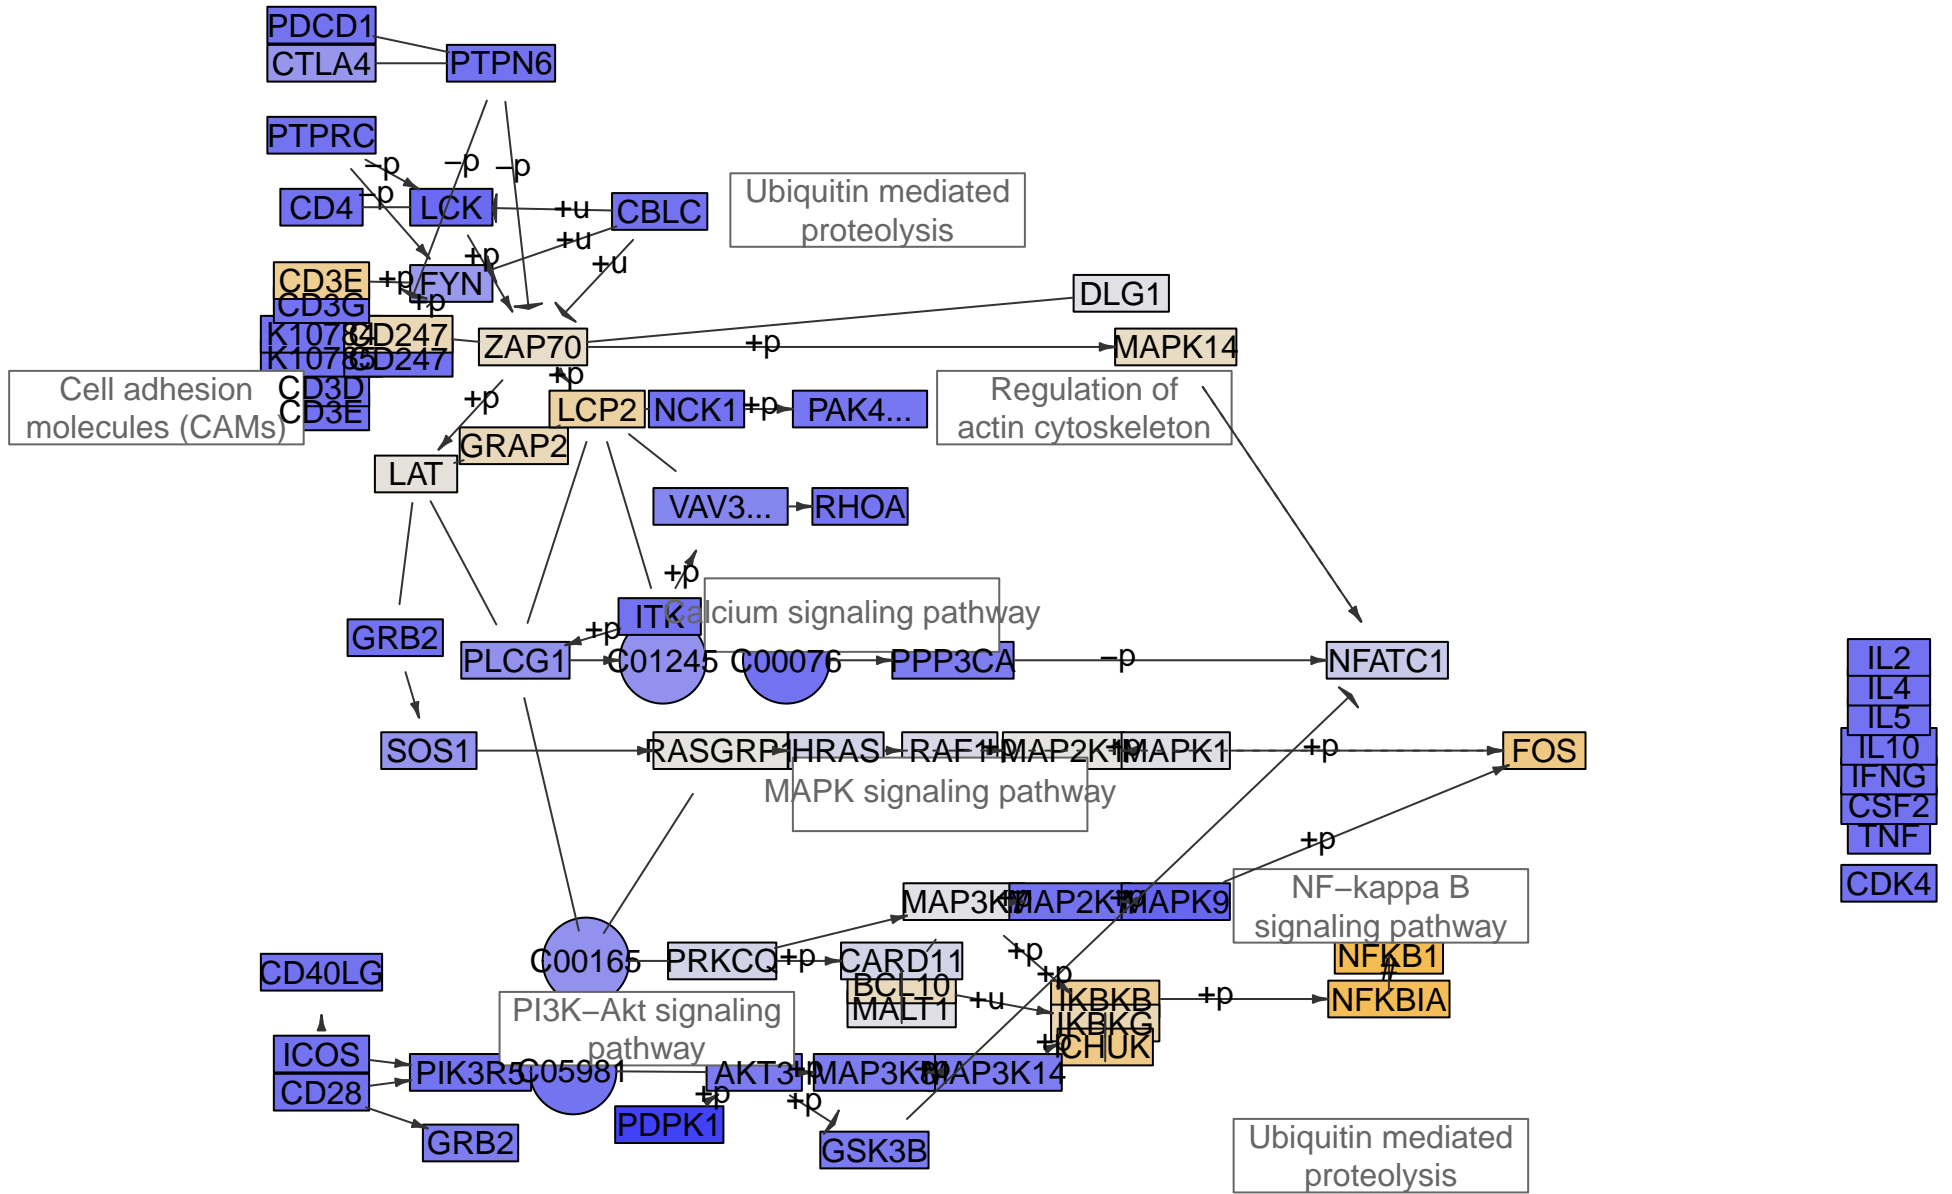 PDCD1
CTLA4
PTPN6
PTPRC
–p
–p
–p
–p
CD4
LCK
+u
CBLC
Ubiquitin mediated
proteolysis
+u
+p
+u
CD3E
+p
FYN
+p
CD3G
DLG1
K10784
CD247
ZAP70
+p
MAPK14
K10785
CD247
+p
Cell adhesion
molecules (CAMs)
CD3D
CD3E
+p
LCP2
NCK1
+p
PAK4...
Regulation of
actin cytoskeleton
GRAP2
LAT
VAV3...
RHOA
+p
ITK
Calcium signaling pathway
GRB2
+p
PLCG1
C01245
C00076
PPP3CA
–p
NFATC1
IL2
IL4
IL5
SOS1
RASGRP1
HRAS
RAF1
+p
MAP2K1
+p
MAPK1
+p
FOS
IL10
IFNG
CSF2
TNF
MAPK signaling pathway
+p
CDK4
MAP3K7
+p
MAP2K7
+p
MAPK9
NF–kappa B
signaling pathway
C00165
PRKCQ
+p
CARD11
+p
+p
NFKB1
CD40LG
BCL10
MALT1
+u
IKBKB
+p
NFKBIA
IKBKG
PI3K–Akt signaling
pathway
+p
CHUK
ICOS
CD28
PIK3R5
C05981
AKT3
+p
MAP3K8
+p
MAP3K14
+p
+p
PDPK1
GRB2
GSK3B
Ubiquitin mediated
proteolysis